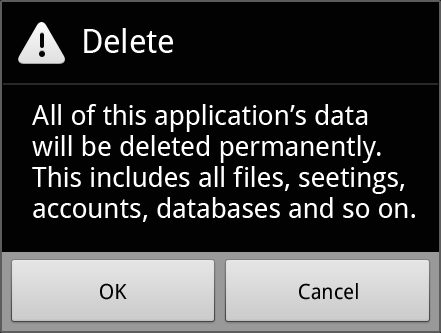 Delete
All of this application’s data
will be deleted permanently.
This includes all files, seetings,
accounts, databases and so on.
OK
Cancel